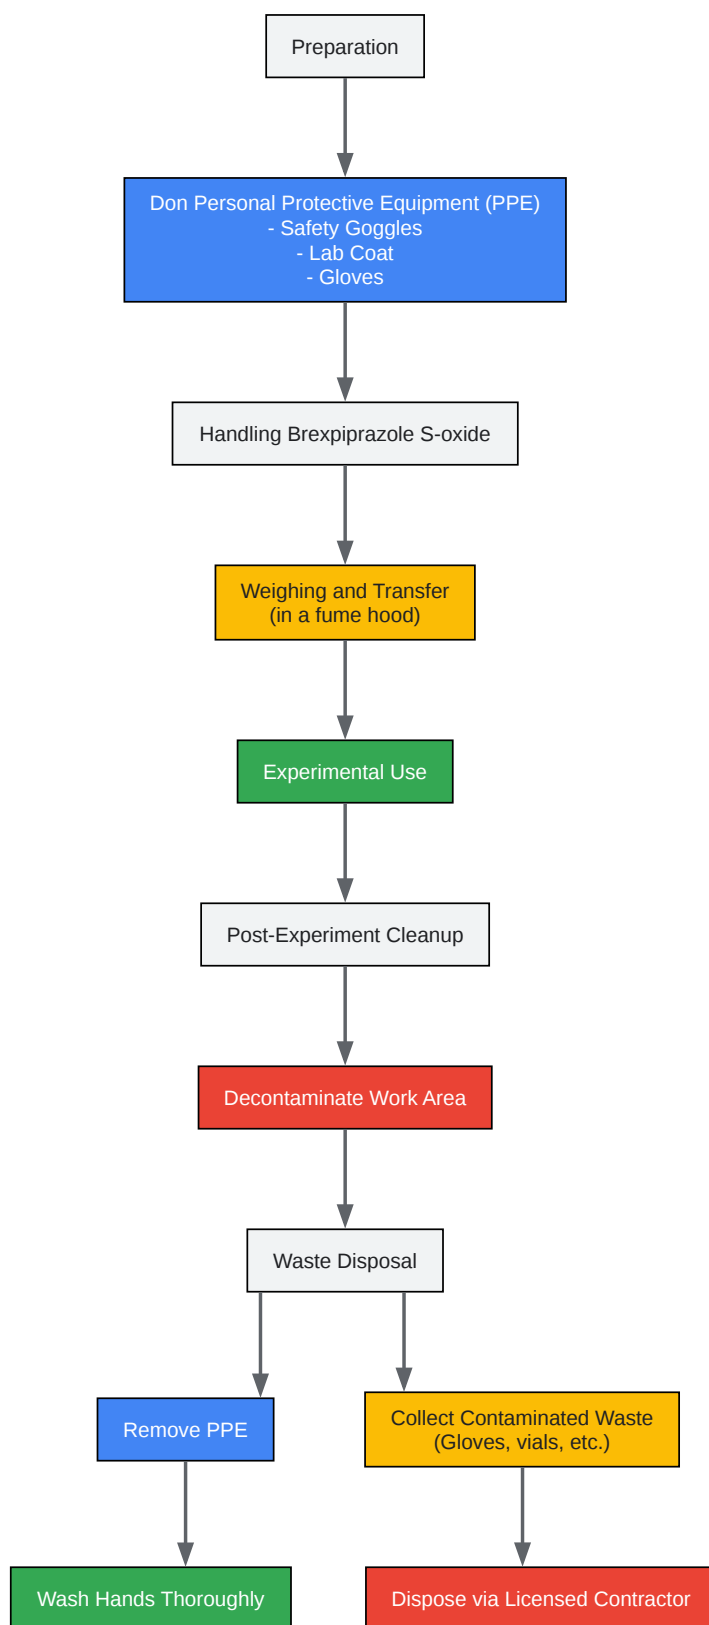 Preparation
Don Personal Protective Equipment (PPE)
- Safety Goggles
- Lab Coat
- Gloves
Handling Brexpiprazole S-oxide
Weighing and Transfer
(in a fume hood)
Experimental Use
Post-Experiment Cleanup
Decontaminate Work Area
Waste Disposal
Remove PPE
Collect Contaminated Waste
(Gloves, vials, etc.)
Wash Hands Thoroughly
Dispose via Licensed Contractor